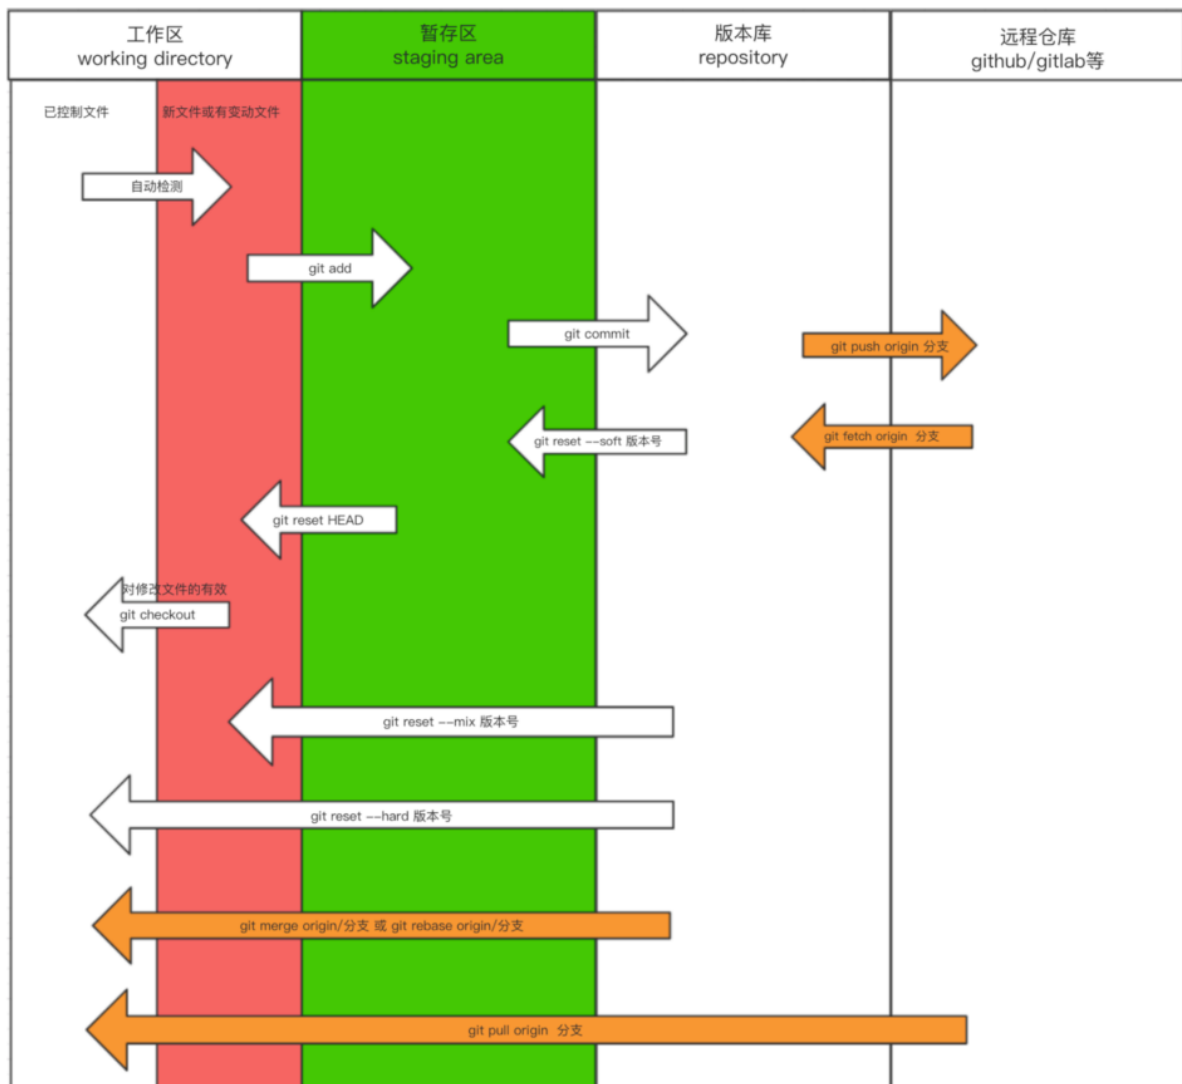 工作区
working directory
暂存区
staging area
版本库
repository
远程仓库
github/gitlab等
已控制文件
新文件或有变动文件
自动检测
git add
git commit
git push origin 分支
git reset --soft 版本号
git fetch origin 分支
git reset HEAD
对修改文件的有效
git checkout
git reset --mix 版本号
git reset --hard 版本号
git merge origin/分支 或 git rebase origin/分支
git pull origin 分支